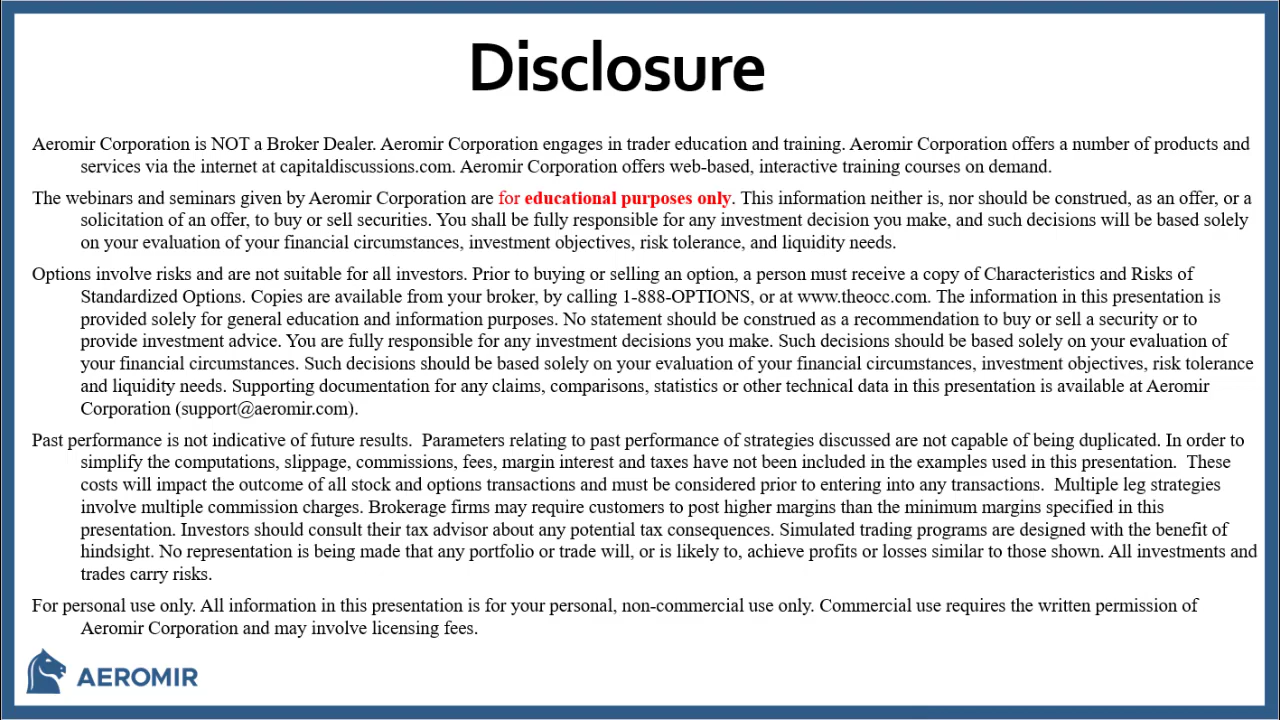 Disclosure
Aeromir Corporation is NOT a Broker Dealer. Aeromir Corporation engages in trader education and training. Aeromir Corporation offers a number of products and
services via the internet at capitaldiscussions.com. Aeromir Corporation offers web-based, interactive training courses on demand.
The webinars and seminars given by Aeromir Corporation are for educational purposes only. This information neither is, nor should be construed, as an offer, or a
solicitation of an offer, to buy or sell securities. You shall be fully responsible for any investment decision you make, and such decisions will be based solely
on your evaluation of your financial circumstances, investment objectives, risk tolerance, and liquidity needs.
Options involve risks and are not suitable for all investors. Prior to buying or selling an option, a person must receive a copy of Characteristics and Risks of
Standardized Options. Copies are available from your broker, by calling 1-888-OPTIONS, or at www.theocc.com. The information in this presentation is
provided solely for general education and information purposes. No statement should be construed as a recommendation to buy or sell a security or to
provide investment advice. You are fully responsible for any investment decisions you make. Such decisions should be based solely on your evaluation of
your financial circumstances. Such decisions should be based solely on your evaluation of your financial circumstances, investment objectives, risk tolerance
and liquidity needs. Supporting documentation for any claims, comparisons, statistics or other technical data in this presentation is available at Aeromir
Corporation (support@aeromir.com).
Past performance is not indicative of future results.  Parameters relating to past performance of strategies discussed are not capable of being duplicated. In order to
simplify the computations, slippage, commissions, fees, margin interest and taxes have not been included in the examples used in this presentation.  These
costs will impact the outcome of all stock and options transactions and must be considered prior to entering into any transactions.  Multiple leg strategies
involve multiple commission charges. Brokerage firms may require customers to post higher margins than the minimum margins specified in this
presentation. Investors should consult their tax advisor about any potential tax consequences. Simulated trading programs are designed with the benefit of
hindsight. No representation is being made that any portfolio or trade will, or is likely to, achieve profits or losses similar to those shown. All investments and
trades carry risks.
For personal use only. All information in this presentation is for your personal, non-commercial use only. Commercial use requires the written permission of
Aeromir Corporation and may involve licensing fees.
AEROMIR